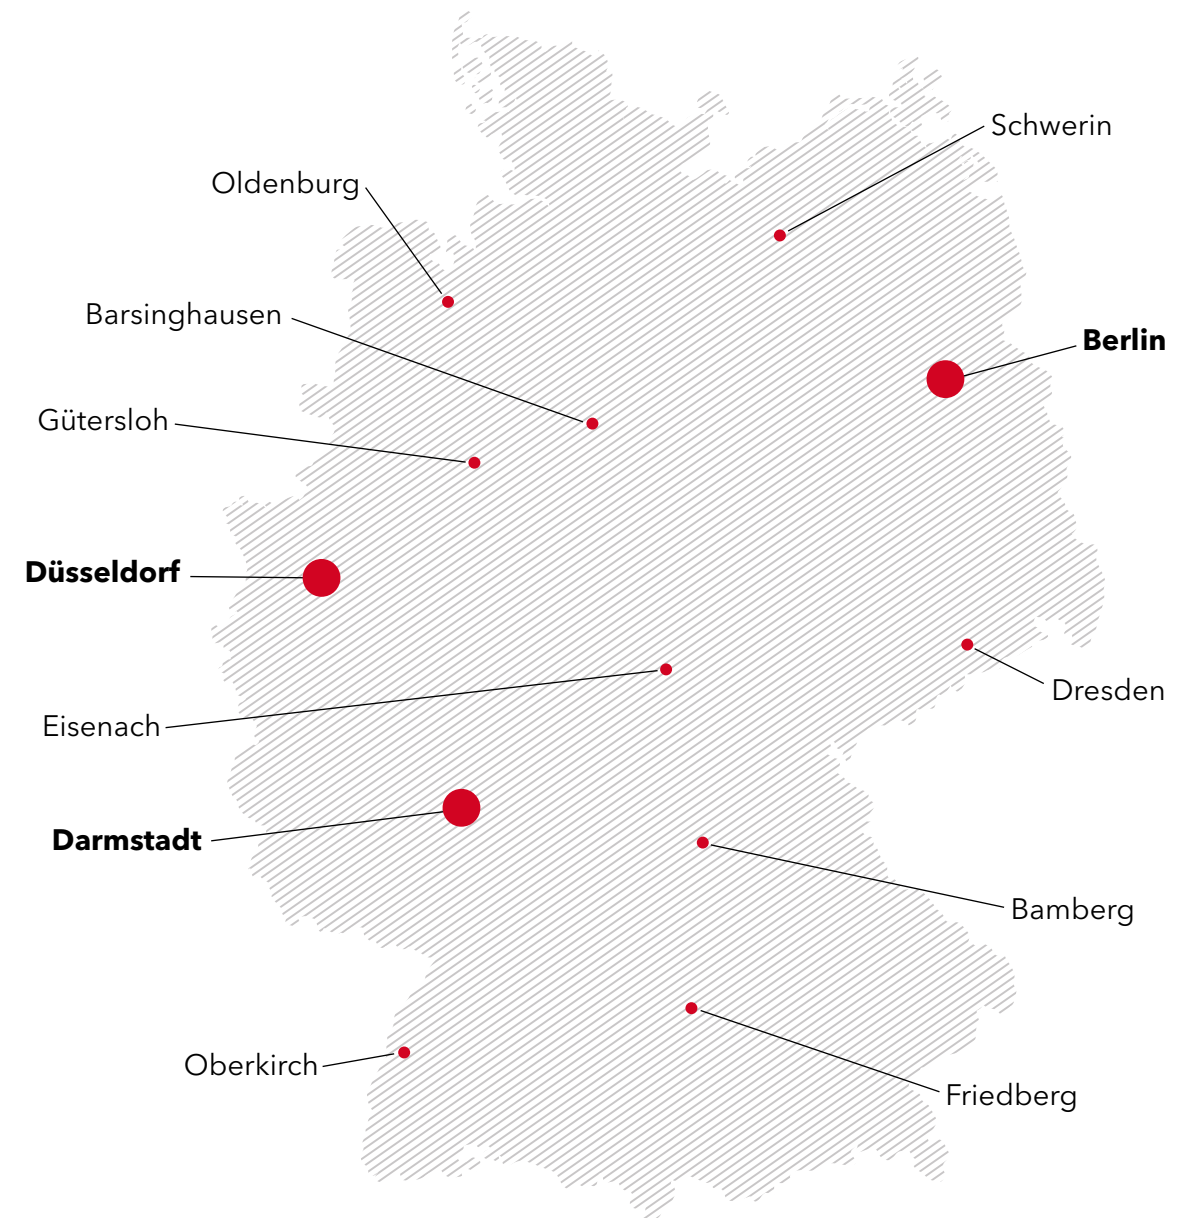 Schwerin
Oldenburg
Barsinghausen
Berlin
Gütersloh
Düsseldorf
Dresden
Eisenach
Darmstadt
Bamberg
Oberkirch
Friedberg